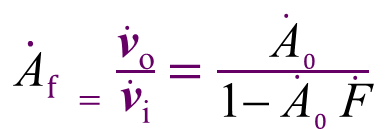 Ȧf = v̇o / v̇i = Ȧ0 / (1 − Ȧ0 Ḟ)